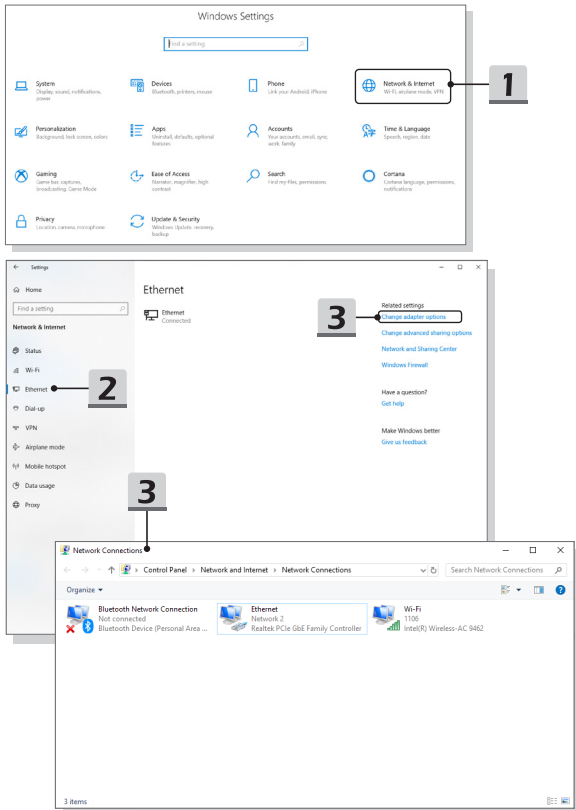 Windows Settings
Find a setting
System
Display, sound, notifications,
power
Devices
Bluetooth, printers, mouse
Phone
Link your Android, iPhone
Network & Internet
Wi-Fi, airplane mode, VPN
1
Personalization
Background, lock screen, colors
Apps
Uninstall, defaults, optional
features
Accounts
Your accounts, email, sync,
work, family
Time & Language
Speech, region, date
Gaming
Game bar, captures,
broadcasting, Game Mode
Ease of Access
Narrator, magnifier, high
contrast
Search
Find my files, permissions
Cortana
Cortana language, permissions,
notifications
Privacy
Location, camera, microphone
Update & Security
Windows Update, recovery,
backup
Settings
Home
Find a setting
Network & Internet
Status
Wi-Fi
Ethernet
2
Dial-up
VPN
Airplane mode
Mobile hotspot
Data usage
Proxy
Ethernet
Ethernet
Connected
3
Related settings
Change adapter options
Change advanced sharing options
Network and Sharing Center
Windows Firewall
Have a question?
Get help
Make Windows better
Give us feedback
3
Network Connections
Control Panel > Network and Internet > Network Connections
Search Network Connections
Organize
Bluetooth Network Connection
Not connected
Bluetooth Device (Personal Area ...
Ethernet
Network 2
Realtek PCIe GbE Family Controller
Wi-Fi
1106
Intel(R) Wireless-AC 9462
3 items